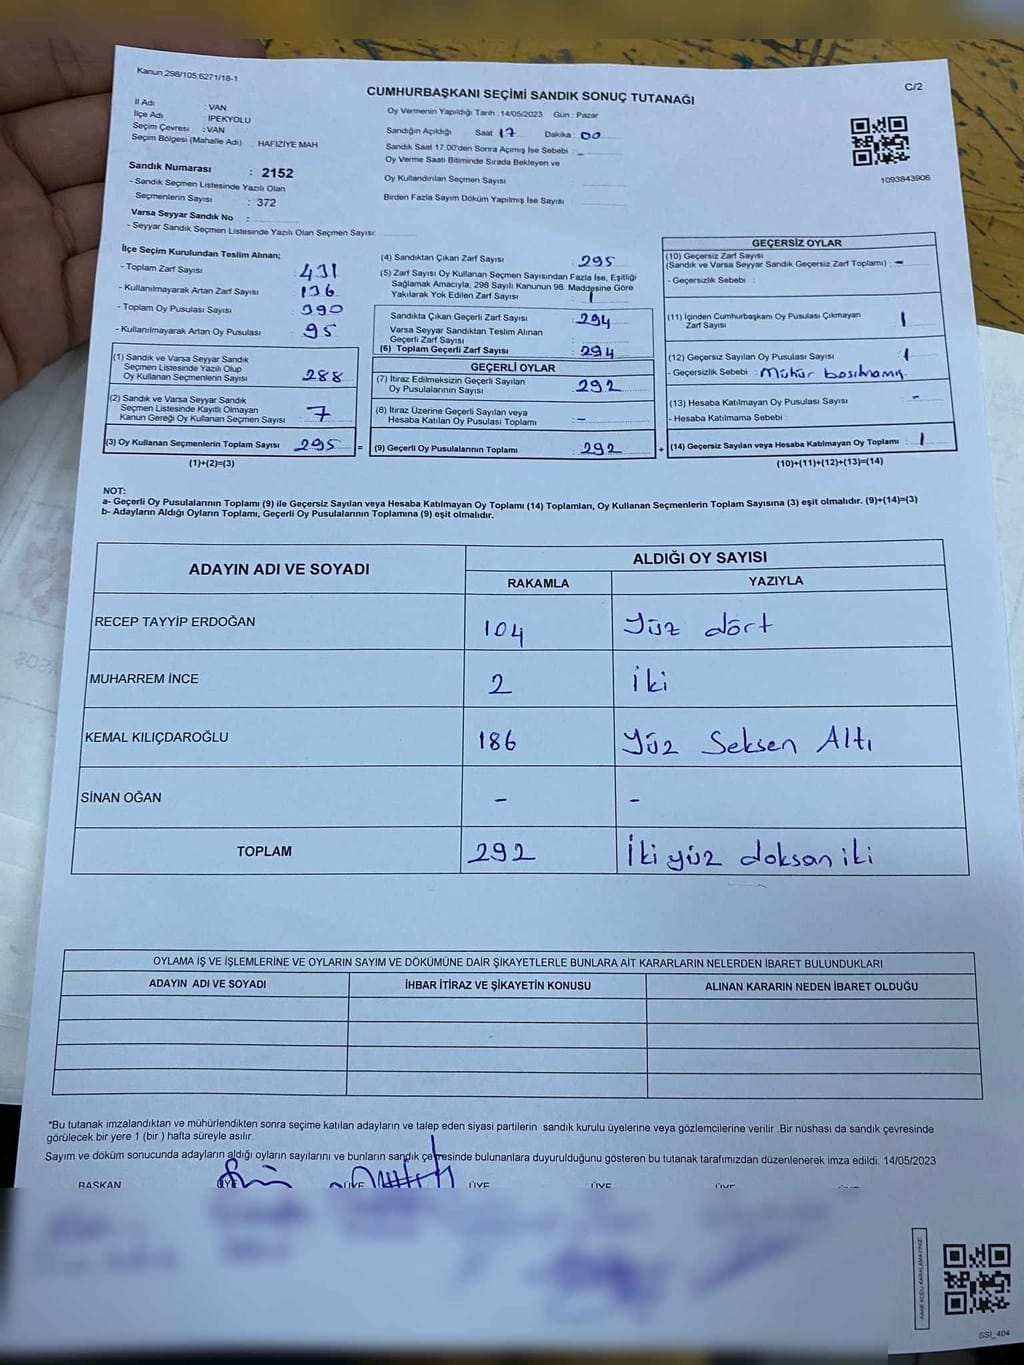 Kanun,298/105,6271/18-1
CUMHURBAŞKANI SEÇİMİ SANDIK SONUÇ TUTANAĞI
C/2
İl Adı : VAN
İlçe Adı : İPEKYOLU
Seçim Çevresi : VAN
Seçim Bölgesi (Mahalle Adı) HAFIZİYE MAH.
Sandık Numarası : 2152
- Sandık Seçmen Listesinde Yazılı Olan
Seçmenlerin Sayısı : 372
Varsa Seyyar Sandık No :
- Seyyar Sandık Seçmen Listesinde Yazılı Olan Seçmen Sayısı:
Oy Vermenin Yapıldığı Tarih : 14/05/2023 Gün : Pazar
Sandığın Açıldığı Saat 17 Dakika : 00
Sandık Saat 17:00'den Sonra Açmış İse Sebebi –
Oy Verme Saati Bitiminde Sırada Bekleyen ve
Oy Kullandırılan Seçmen Sayısı :
Birden Fazla Sayım Döküm Yapılmış İse Sayısı :
1093843906
İlçe Seçim Kurulundan Teslim Alınan;
- Toplam Zarf Sayısı : 431
- Kullanılmayarak Artan Zarf Sayısı : 136
- Toplam Oy Pusulası Sayısı : 390
- Kullanılmayarak Artan Oy Pusulası : 95
(1) Sandık ve Varsa Seyyar Sandık
Seçmen Listesinde Yazılı Olup
Oy Kullanan Seçmenlerin Sayısı : 288
(2) Sandık ve Varsa Seyyar Sandık
Seçmen Listesinde Kayıtlı Olmayan
Kanun Gereği Oy Kullanan Seçmen Sayısı : 7
(3) Oy Kullanan Seçmenlerin Toplam Sayısı : 295 =
(1)+(2)=(3)
(4) Sandıktan Çıkan Zarf Sayısı : 295
(5) Zarf Sayısı Oy Kullanan Seçmen Sayısından Fazla İse, Eşitliği
Sağlamak Amacıyla, 298 Sayılı Kanunun 98. Maddesine Göre
Yakılarak Yok Edilen Zarf Sayısı : 1
Sandıkta Çıkan Geçerli Zarf Sayısı : 294
Varsa Seyyar Sandıktan Teslim Alınan
Geçerli Zarf Sayısı :
(6) Toplam Geçerli Zarf Sayısı : 294
GEÇERLİ OYLAR
(7) İtiraz Edilmeksizin Geçerli Sayılan
Oy Pusulalarının Sayısı : 292
(8) İtiraz Üzerine Geçerli Sayılan veya
Hesaba Katılan Oy Pusulası Toplamı : –
(9) Geçerli Oy Pusulalarının Toplamı : 292 +
GEÇERSİZ OYLAR
(10) Geçersiz Zarf Sayısı
(Sandık ve Varsa Seyyar Sandık Geçersiz Zarf Toplamı) : –
- Geçersizlik Sebebi :
(11) İçinden Cumhurbaşkanı Oy Pusulası Çıkmayan
Zarf Sayısı : 1
(12) Geçersiz Sayılan Oy Pusulası Sayısı : 1
- Geçersizlik Sebebi : Mühür basılmamış.
(13) Hesaba Katılmayan Oy Pusulası Sayısı : –
- Hesaba Katılmama Sebebi :
(14) Geçersiz Sayılan veya Hesaba Katılmayan Oy Toplamı : 1
(10)+(11)+(12)+(13)=(14)
NOT:
a- Geçerli Oy Pusulalarının Toplamı (9) ile Geçersiz Sayılan veya Hesaba Katılmayan Oy Toplamı (14) Toplamları, Oy Kullanan Seçmenlerin Toplam Sayısına (3) eşit olmalıdır. (9)+(14)=(3)
b- Adayların Aldığı Oyların Toplamı, Geçerli Oy Pusulalarının Toplamına (9) eşit olmalıdır.
ADAYIN ADI VE SOYADI
ALDIĞI OY SAYISI
RAKAMLA YAZIYLA
RECEP TAYYİP ERDOĞAN 104 Yüz dört
MUHARREM İNCE 2 İki
KEMAL KILIÇDAROĞLU 186 Yüz Seksen Altı
SİNAN OĞAN – –
TOPLAM 292 İki yüz doksan iki
OYLAMA İŞ VE İŞLEMLERİNE VE OYLARIN SAYIM VE DÖKÜMÜNE DAİR ŞİKAYETLERLE BUNLARA AİT KARARLARIN NELERDEN İBARET BULUNDUKLARI
ADAYIN ADI VE SOYADI İHBAR İTİRAZ VE ŞİKAYETİN KONUSU ALINAN KARARIN NEDEN İBARET OLDUĞU
*Bu tutanak imzalandıktan ve mühürlendikten sonra seçime katılan adayların ve talep eden siyasi partilerin sandık kurulu üyelerine veya gözlemcilerine verilir .Bir nüshası da sandık çevresinde
görülecek bir yere 1 (bir ) hafta süreyle asılır.
Sayım ve döküm sonucunda adayların aldığı oyların sayılarını ve bunların sandık çevresinde bulunanlara duyurulduğunu gösteren bu tutanak tarafımızdan düzenlenerek imza edildi. 14/05/2023
BAŞKAN ÜYE ÜYE ÜYE ÜYE ÜYE
SSİ_404